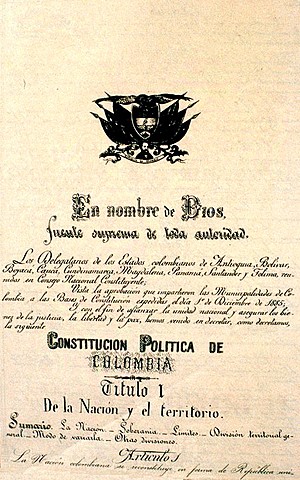 En nombre de Dios,
fuente suprema de toda autoridad.
Los Delegatarios de los Estados colombianos de Antioquia, Bolívar,
Boyacá, Cauca, Cundinamarca, Magdalena, Panamá, Santander y Tolima, reu-
nidos en Consejo Nacional Constituyente;
Vista la aprobación que impartieron las Municipalidades de Co-
lombia a las Bases de Constitución expedidas el día 1º de Diciembre de 1885;
Y con el fin de afianzar la unidad nacional y asegurar los bie-
nes de la justicia, la libertad y la paz, hemos venido en decretar, como decretamos,
la siguiente
CONSTITUCION POLITICA DE
COLOMBIA
Título I
De la Nación y el territorio.
Sumario. La Nación - Soberanía - Límites - División territorial ge-
neral - Modo de variarla - Otras divisiones.
Artículo 1
La Nación colombiana se reconstituye en forma de República uni-